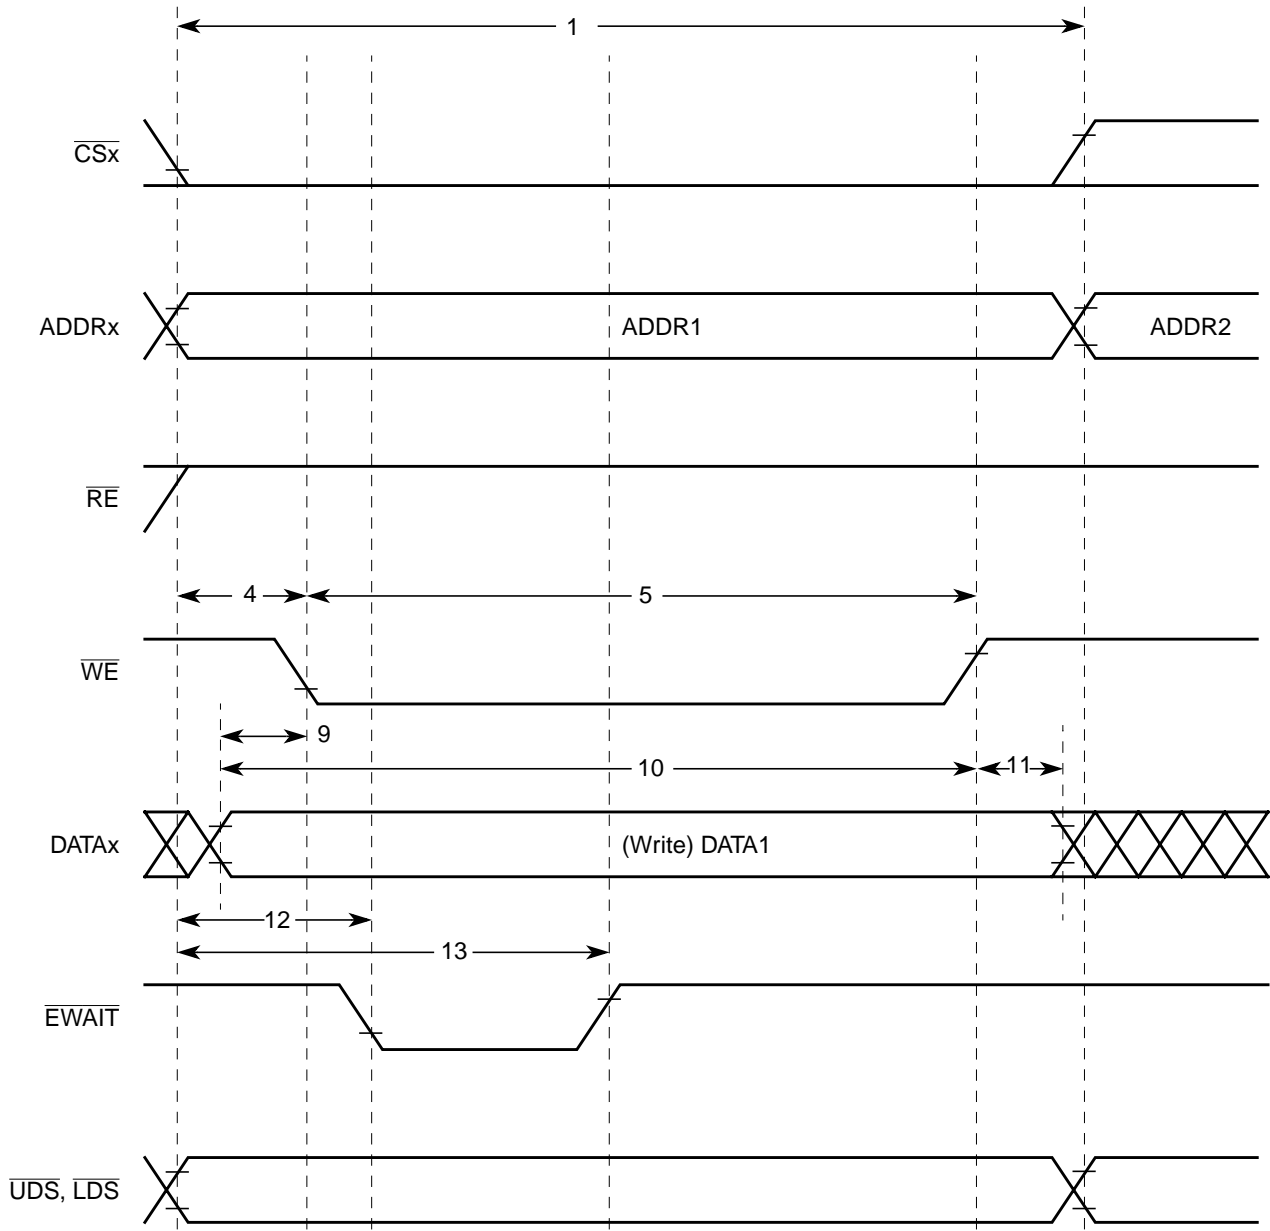 1
CSx
ADDRx
ADDR1
ADDR2
RE
4
5
WE
9
10
11
DATAx
(Write) DATA1
12
13
EWAIT
UDS, LDS